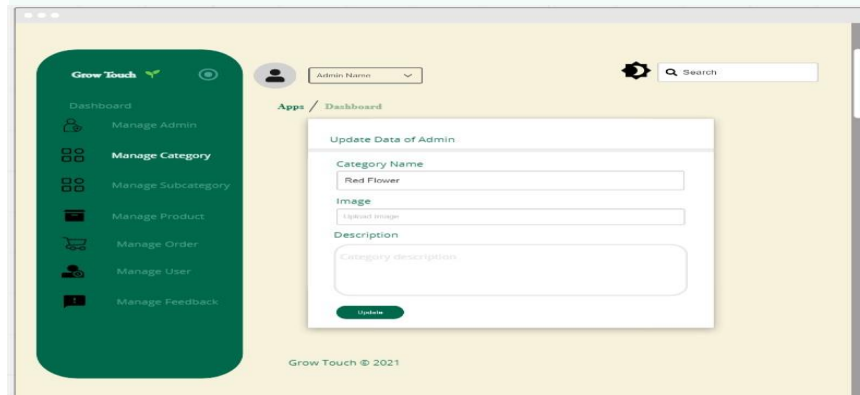 Grow Touch
Dashboard
Manage Admin
Manage Category
Manage Subcategory
Manage Product
Manage Order
Manage User
Manage Feedback
Admin Name
Search
Apps / Dashboard
Update Data of Admin
Category Name
Red Flower
Image
Upload Image
Description
Category description
Update
Grow Touch © 2021